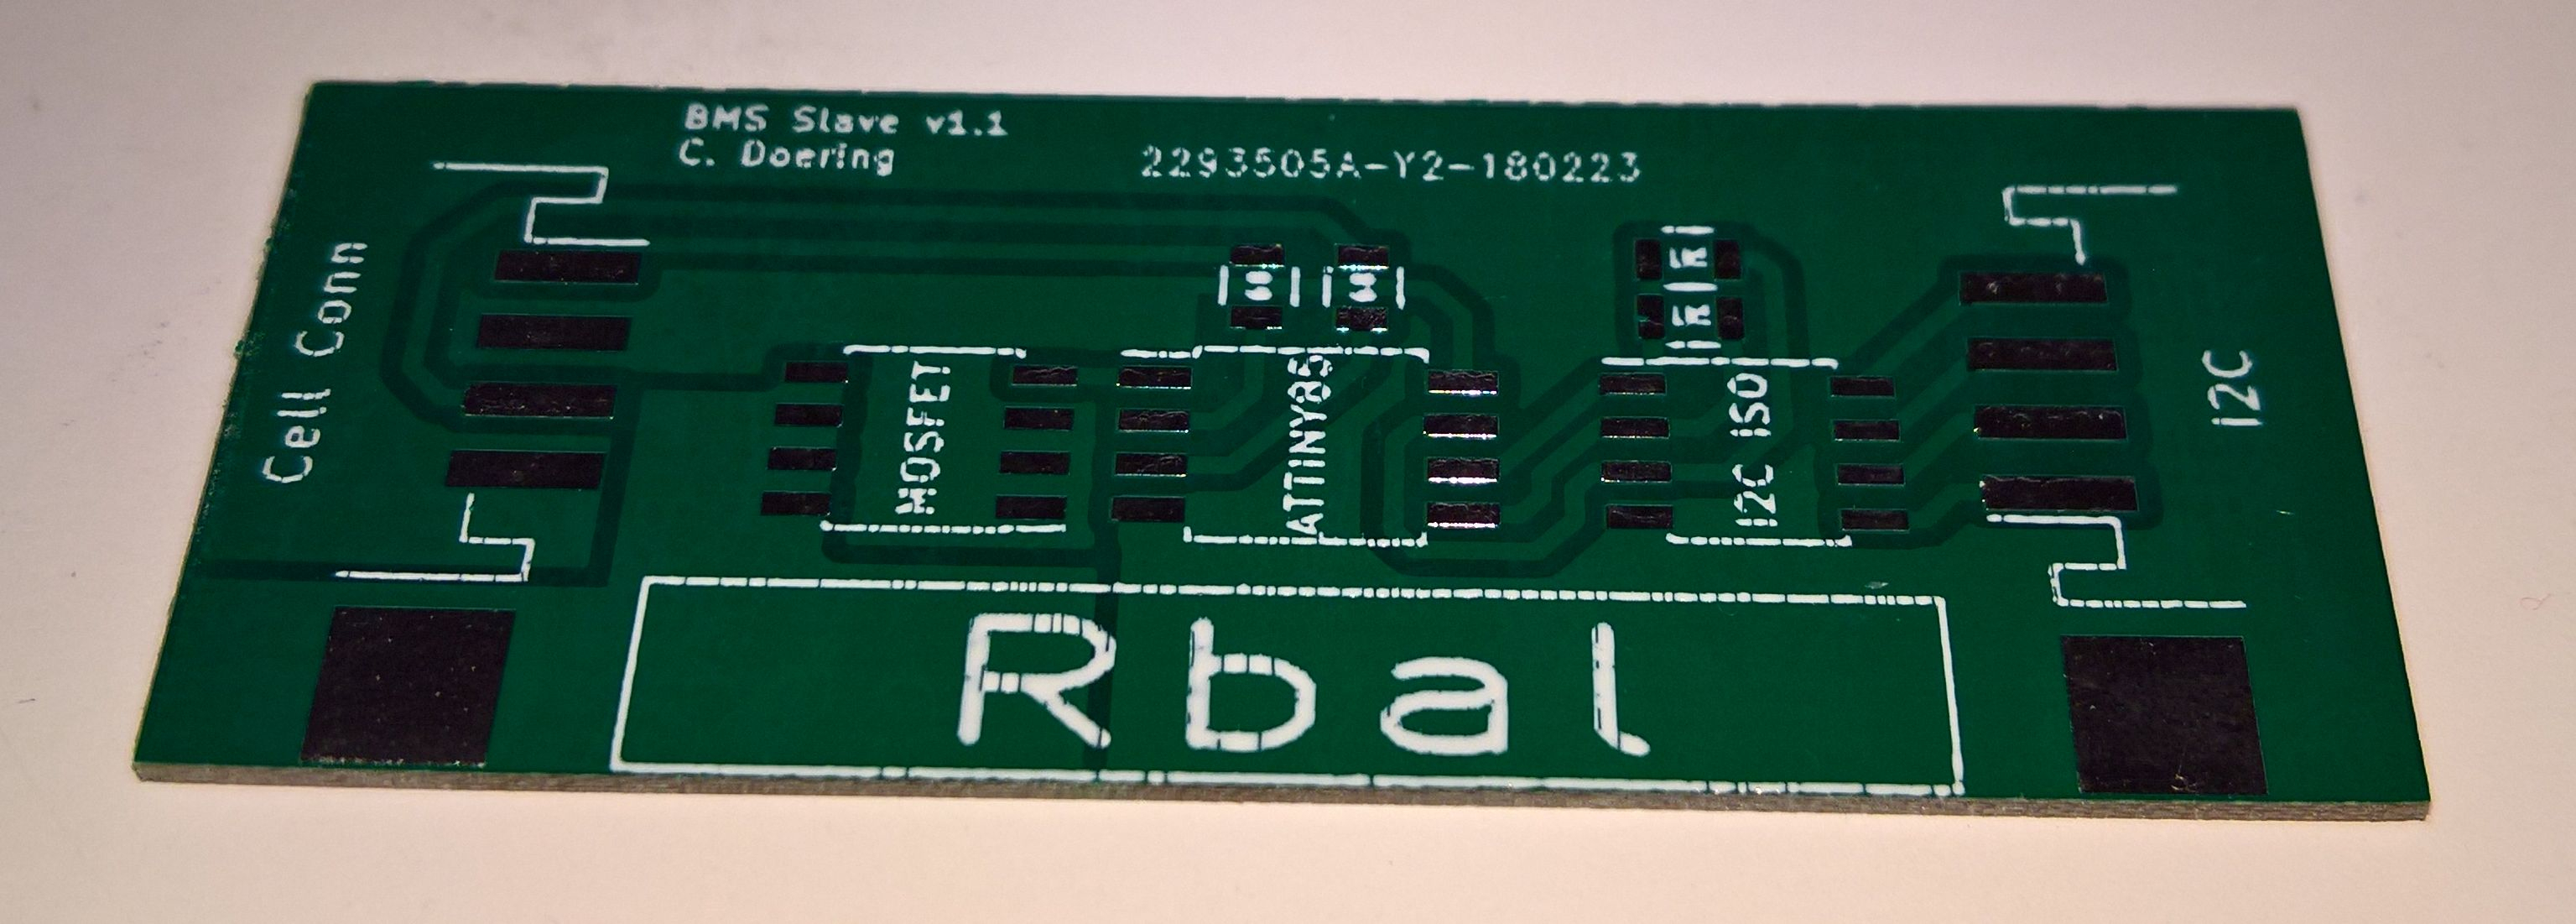 BMS Slave v1.1
C. Doering
2293505A-Y2-180223
Cell Conn
MOSFET
ATTINY85
R
R
I2C ISO
I2C
Rbal